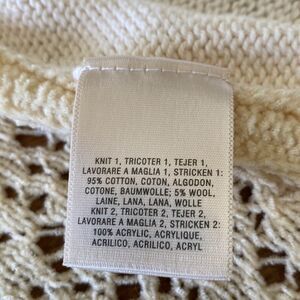 KNIT 1, TRICOTER 1, TEJER 1,
LAVORARE A MAGLIA 1, STRICKEN 1:
95% COTTON, COTON, ALGODON,
COTONE, BAUMWOLLE; 5% WOOL,
LAINE, LANA, LANA, WOLLE
KNIT 2, TRICOTER 2, TEJER 2,
LAVORARE A MAGLIA 2, STRICKEN 2:
100% ACRYLIC, ACRYLIQUE,
ACRILICO, ACRILICO, ACRYL